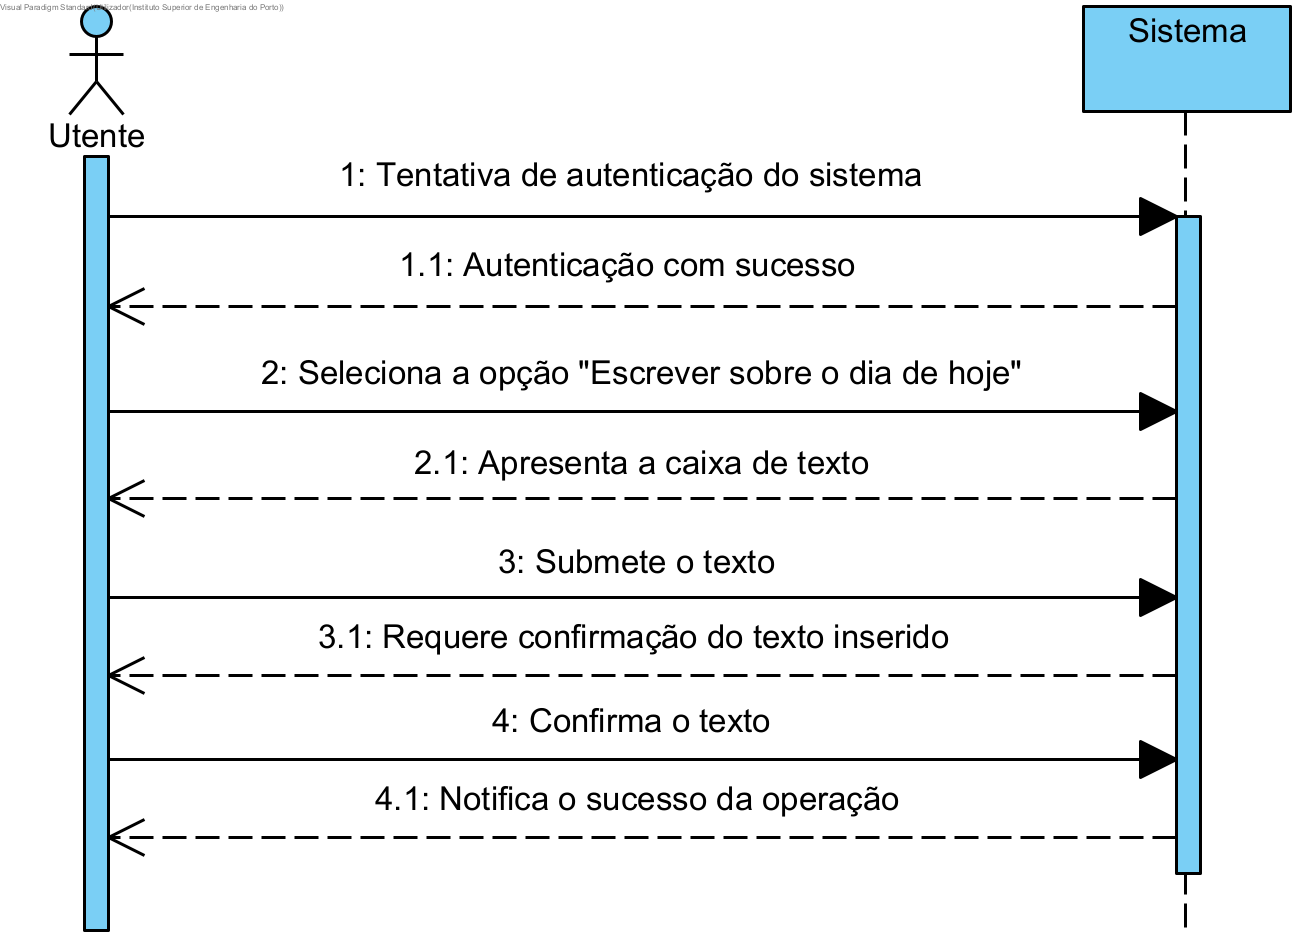 Visual Paradigm Standard(Utilizador(Instituto Superior de Engenharia do Porto))
Sistema
Utente
1: Tentativa de autenticação do sistema
1.1: Autenticação com sucesso
2: Seleciona a opção "Escrever sobre o dia de hoje"
2.1: Apresenta a caixa de texto
3: Submete o texto
3.1: Requere confirmação do texto inserido
4: Confirma o texto
4.1: Notifica o sucesso da operação